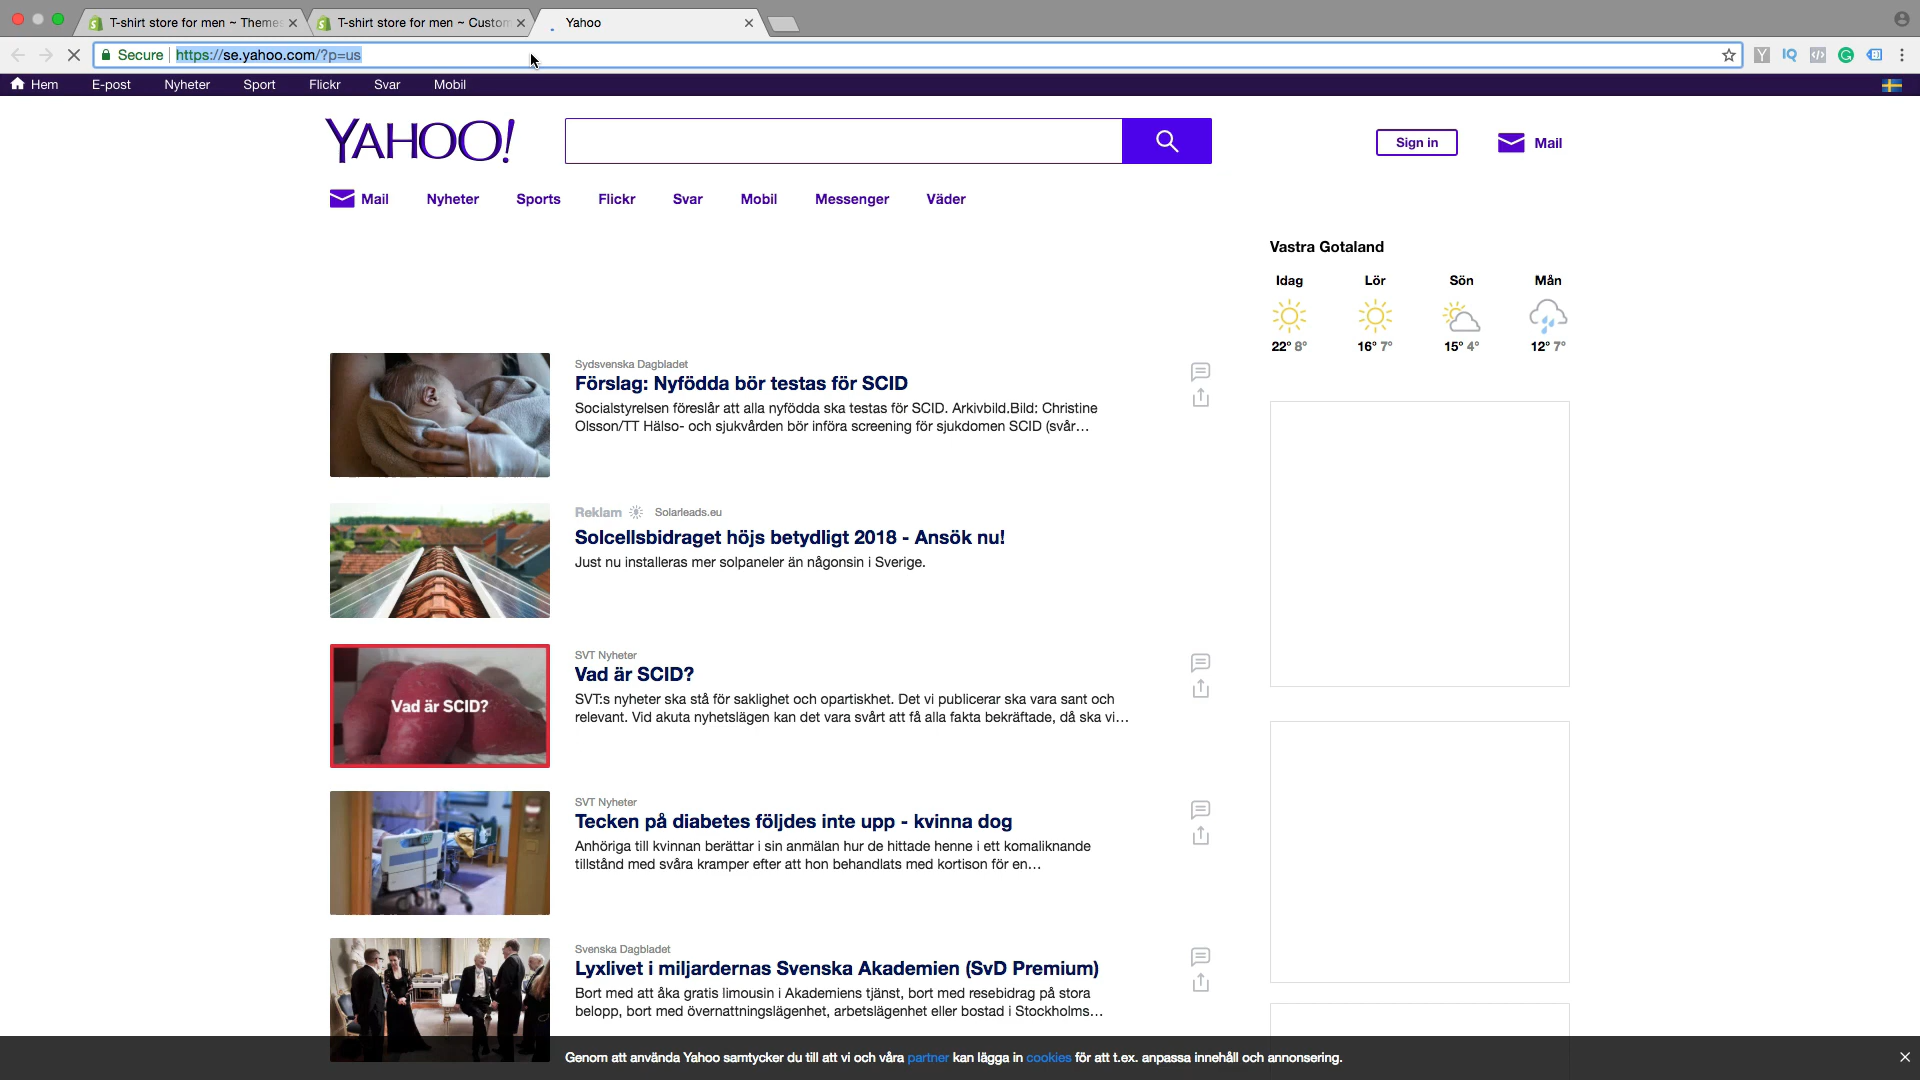 T-shirt store for men ~ Themes
T-shirt store for men ~ Custom
Yahoo
Secure
https://se.yahoo.com/?p=us
IQ
Hem
E-post
Nyheter
Sport
Flickr
Svar
Mobil
YAHOO!
Sign in
Mail
Mail
Nyheter
Sports
Flickr
Svar
Mobil
Messenger
Väder
Vastra Gotaland
Idag
Lör
Sön
Mån
22° 8°
16° 7°
15° 4°
12° 7°
Sydsvenska Dagbladet
Förslag: Nyfödda bör testas för SCID
Socialstyrelsen föreslår att alla nyfödda ska testas för SCID. Arkivbild.Bild: Christine
Olsson/TT Hälso- och sjukvården bör införa screening för sjukdomen SCID (svår...
Reklam
Solarleads.eu
Solcellsbidraget höjs betydligt 2018 - Ansök nu!
Just nu installeras mer solpaneler än någonsin i Sverige.
Vad är SCID?
SVT Nyheter
Vad är SCID?
SVT:s nyheter ska stå för saklighet och opartiskhet. Det vi publicerar ska vara sant och
relevant. Vid akuta nyhetslägen kan det vara svårt att få alla fakta bekräftade, då ska vi...
SVT Nyheter
Tecken på diabetes följdes inte upp - kvinna dog
Anhöriga till kvinnan berättar i sin anmälan hur de hittade henne i ett komaliknande
tillstånd med svåra kramper efter att hon behandlats med kortison för en...
Svenska Dagbladet
Lyxlivet i miljardernas Svenska Akademien (SvD Premium)
Bort med att åka gratis limousin i Akademiens tjänst, bort med resebidrag på stora
belopp, bort med övernattningslägenhet, arbetslägenhet eller bostad i Stockholms...
Genom att använda Yahoo samtycker du till att vi och våra partner kan lägga in cookies för att t.ex. anpassa innehåll och annonsering.